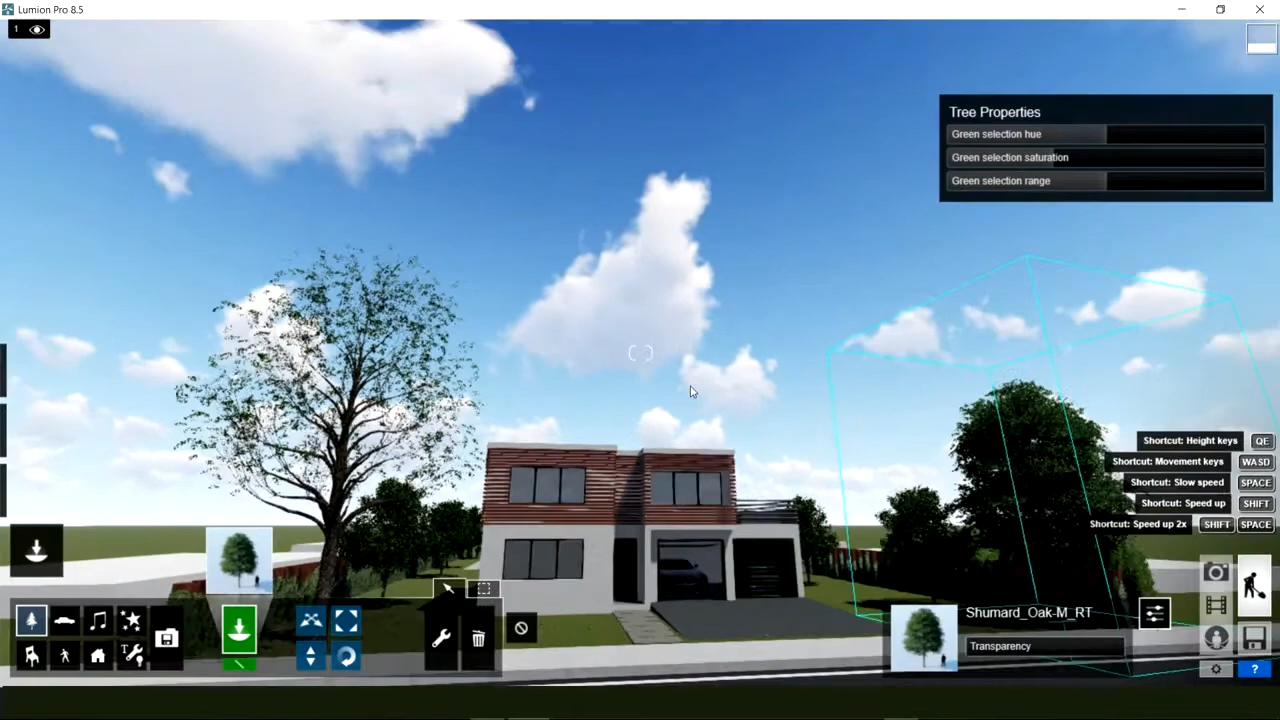 Lumion Pro 8.5
1
Tree Properties
Green selection hue
Green selection saturation
Green selection range
Shortcut: Height keys QE
Shortcut: Movement keys WASD
Shortcut: Slow speed SPACE
Shortcut: Speed up SHIFT
Shortcut: Speed up 2x SHIFT SPACE
Shumard_Oak-M_RT
Transparency
T
?